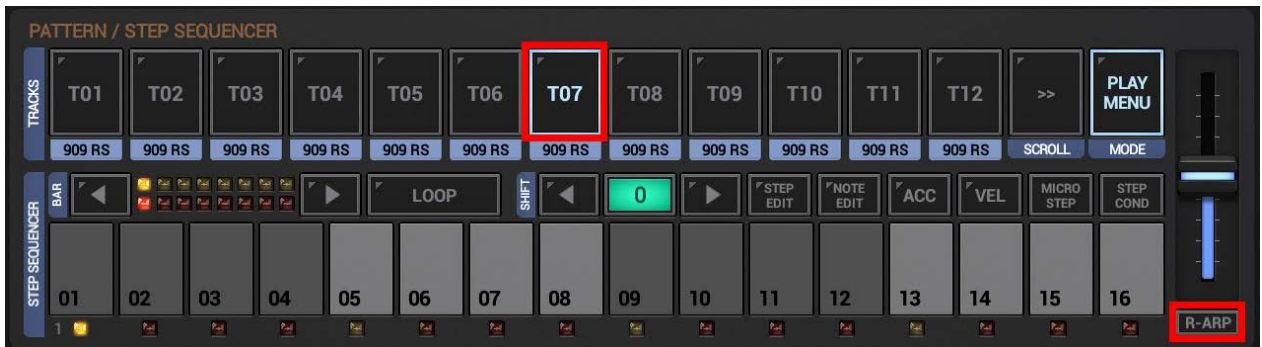 PATTERN / STEP SEQUENCER
TRACKS
T01 T02 T03 T04 T05 T06 T07 T08 T09 T10 T11 T12 >> PLAY MENU
909 RS 909 RS 909 RS 909 RS 909 RS 909 RS 909 RS 909 RS 909 RS 909 RS 909 RS 909 RS SCROLL MODE
STEP SEQUENCER
BAR LOOP SHIFT 0 STEP EDIT NOTE EDIT ACC VEL MICRO STEP STEP COND
01 02 03 04 05 06 07 08 09 10 11 12 13 14 15 16
1 R-ARP